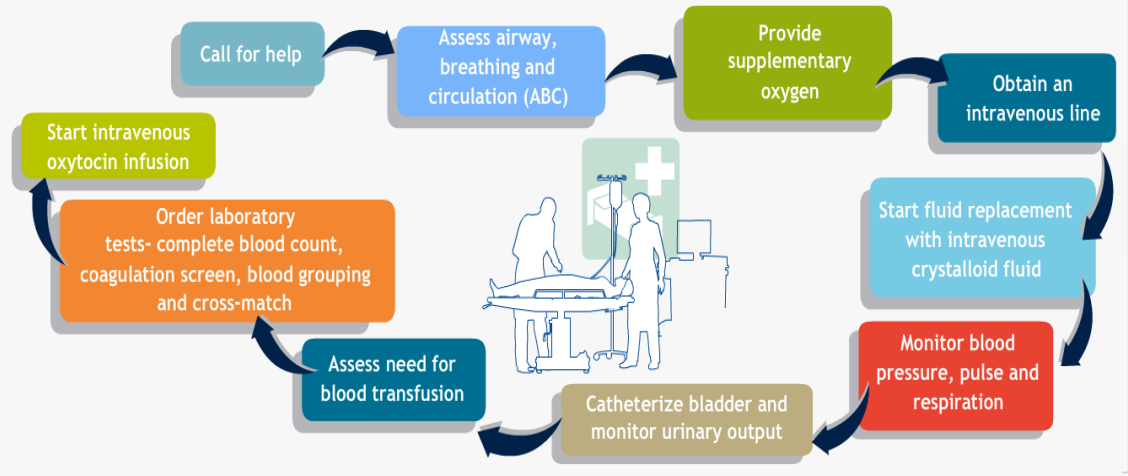 Call for help
Assess airway,
breathing and
circulation (ABC)
Provide
supplementary
oxygen
Obtain an
intravenous line
Start fluid replacement
with intravenous
crystalloid fluid
Monitor blood
pressure, pulse and
respiration
Catheterize bladder and
monitor urinary output
Assess need for
blood transfusion
Order laboratory
tests- complete blood count,
coagulation screen, blood grouping
and cross-match
Start intravenous
oxytocin infusion